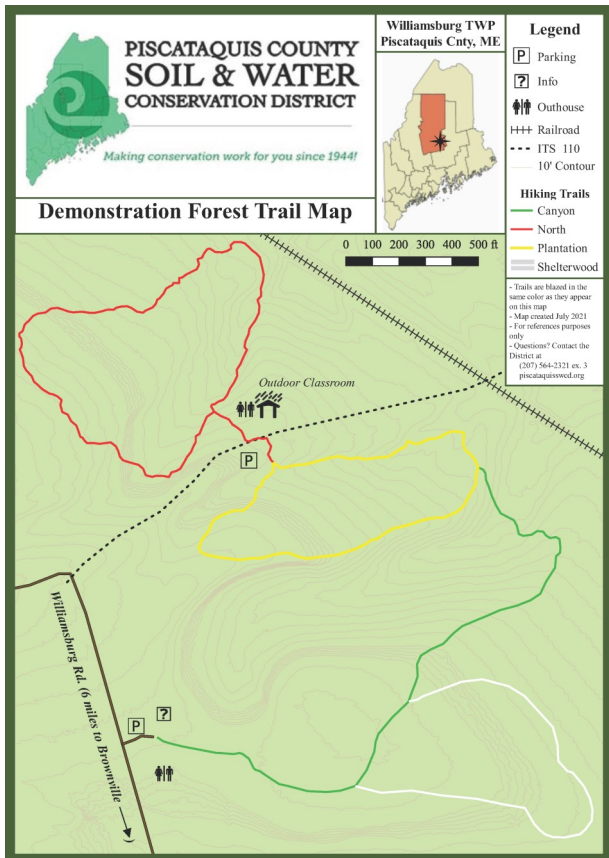 PISCATAQUIS COUNTY
SOIL & WATER
CONSERVATION DISTRICT
Making conservation work for you since 1944!
Demonstration Forest Trail Map
Williamsburg TWP
Piscataquis Cnty, ME
Legend
P Parking
? Info
Outhouse
Railroad
ITS 110
10' Contour
Hiking Trails
Canyon
North
Plantation
Shelterwood
- Trails are blazed in the
same color as they appear
on this map
- Map created July 2021
- For references purposes
only
- Questions? Contact the
District at
(207) 564-2321 ex. 3
piscataquisswcd.org
0 100 200 300 400 500 ft
Outdoor Classroom
P
Williamsburg Rd. (6 miles to Brownville
)
?
P